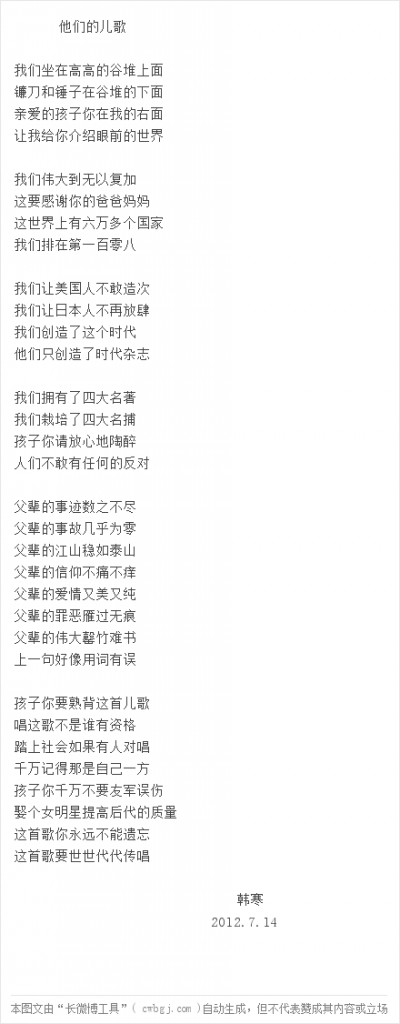 他们的儿歌
我们坐在高高的谷堆上面
镰刀和锤子在谷堆的下面
亲爱的孩子你在我的右面
让我给你介绍眼前的世界
我们伟大到无以复加
这要感谢你的爸爸妈妈
这世界上有六万多个国家
我们排在第一百零八
我们让美国人不敢造次
我们让日本人不再放肆
我们创造了这个时代
他们只创造了时代杂志
我们拥有了四大名著
我们栽培了四大名捕
孩子你请放心地陶醉
人们不敢有任何的反对
父辈的事迹数之不尽
父辈的事故几乎为零
父辈的江山稳如泰山
父辈的信仰不痛不痒
父辈的爱情又美又纯
父辈的罪恶雁过无痕
父辈的伟大罄竹难书
上一句好像用词有误
孩子你要熟背这首儿歌
唱这歌不是谁有资格
踏上社会如果有人对唱
千万记得那是自己一方
孩子你千万不要友军误伤
娶个女明星提高后代的质量
这首歌你永远不能遗忘
这首歌要世世代代传唱
韩寒
2012.7.14
本图文由“长微博工具”( cwbgj.com )自动生成，但不代表赞成其内容或立场